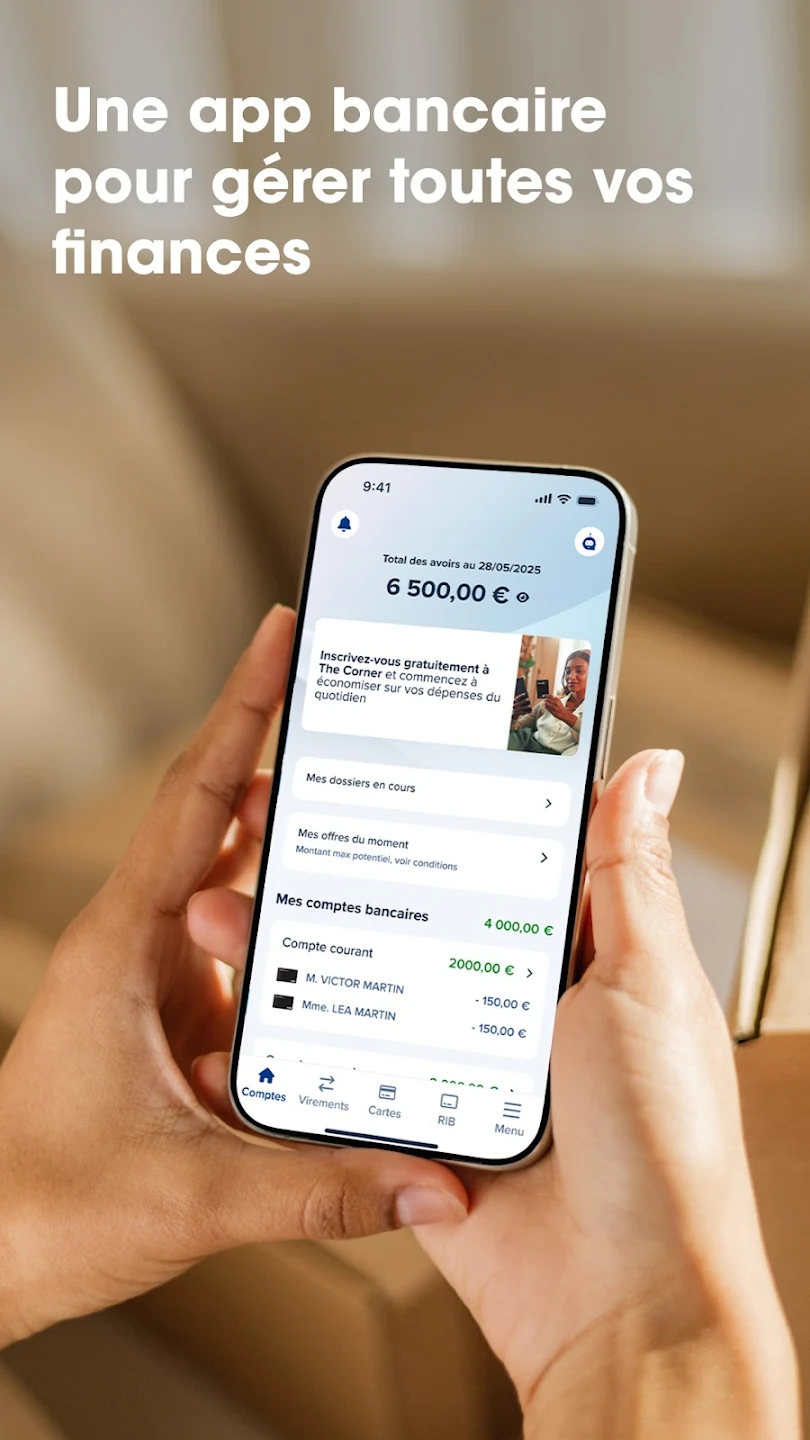 Une app bancaire
pour gérer toutes vos
finances
9:41
Total des avoirs au 28/05/2025
6 500,00 €
Inscrivez-vous gratuitement à
The Corner et commencez à
économiser sur vos dépenses du
quotidien
Mes dossiers en cours
Mes offres du moment
Montant max potentiel, voir conditions
Mes comptes bancaires 4 000,00 €
Compte courant 2000,00 €
M. VICTOR MARTIN - 150,00 €
Mme. LEA MARTIN - 150,00 €
Comptes Virements Cartes RIB Menu